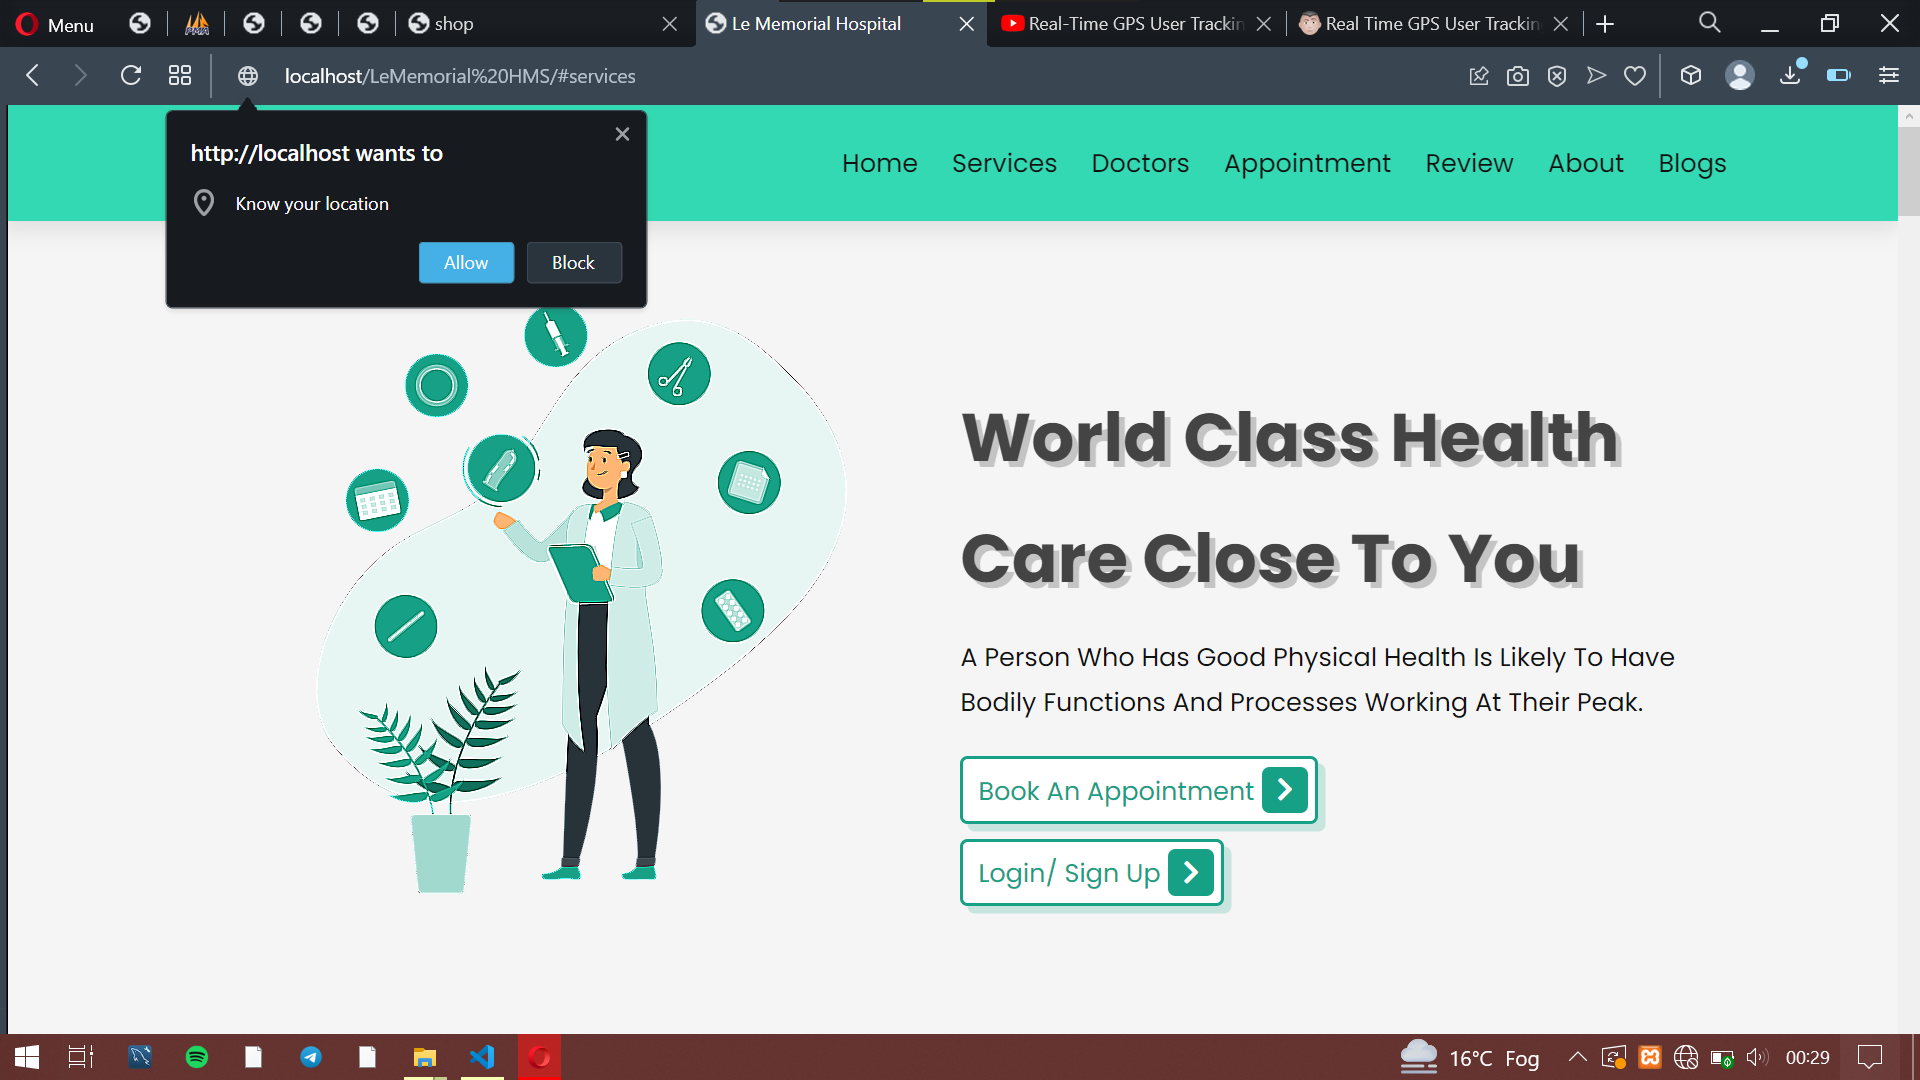 Menu
shop
Le Memorial Hospital
Real-Time GPS User Trackin
Real Time GPS User Trackin
localhost/LeMemorial%20HMS/#services
http://localhost wants to
Know your location
Allow
Block
Home
Services
Doctors
Appointment
Review
About
Blogs
World Class Health
Care Close To You
A Person Who Has Good Physical Health Is Likely To Have
Bodily Functions And Processes Working At Their Peak.
Book An Appointment
Login/ Sign Up
16°C Fog
00:29